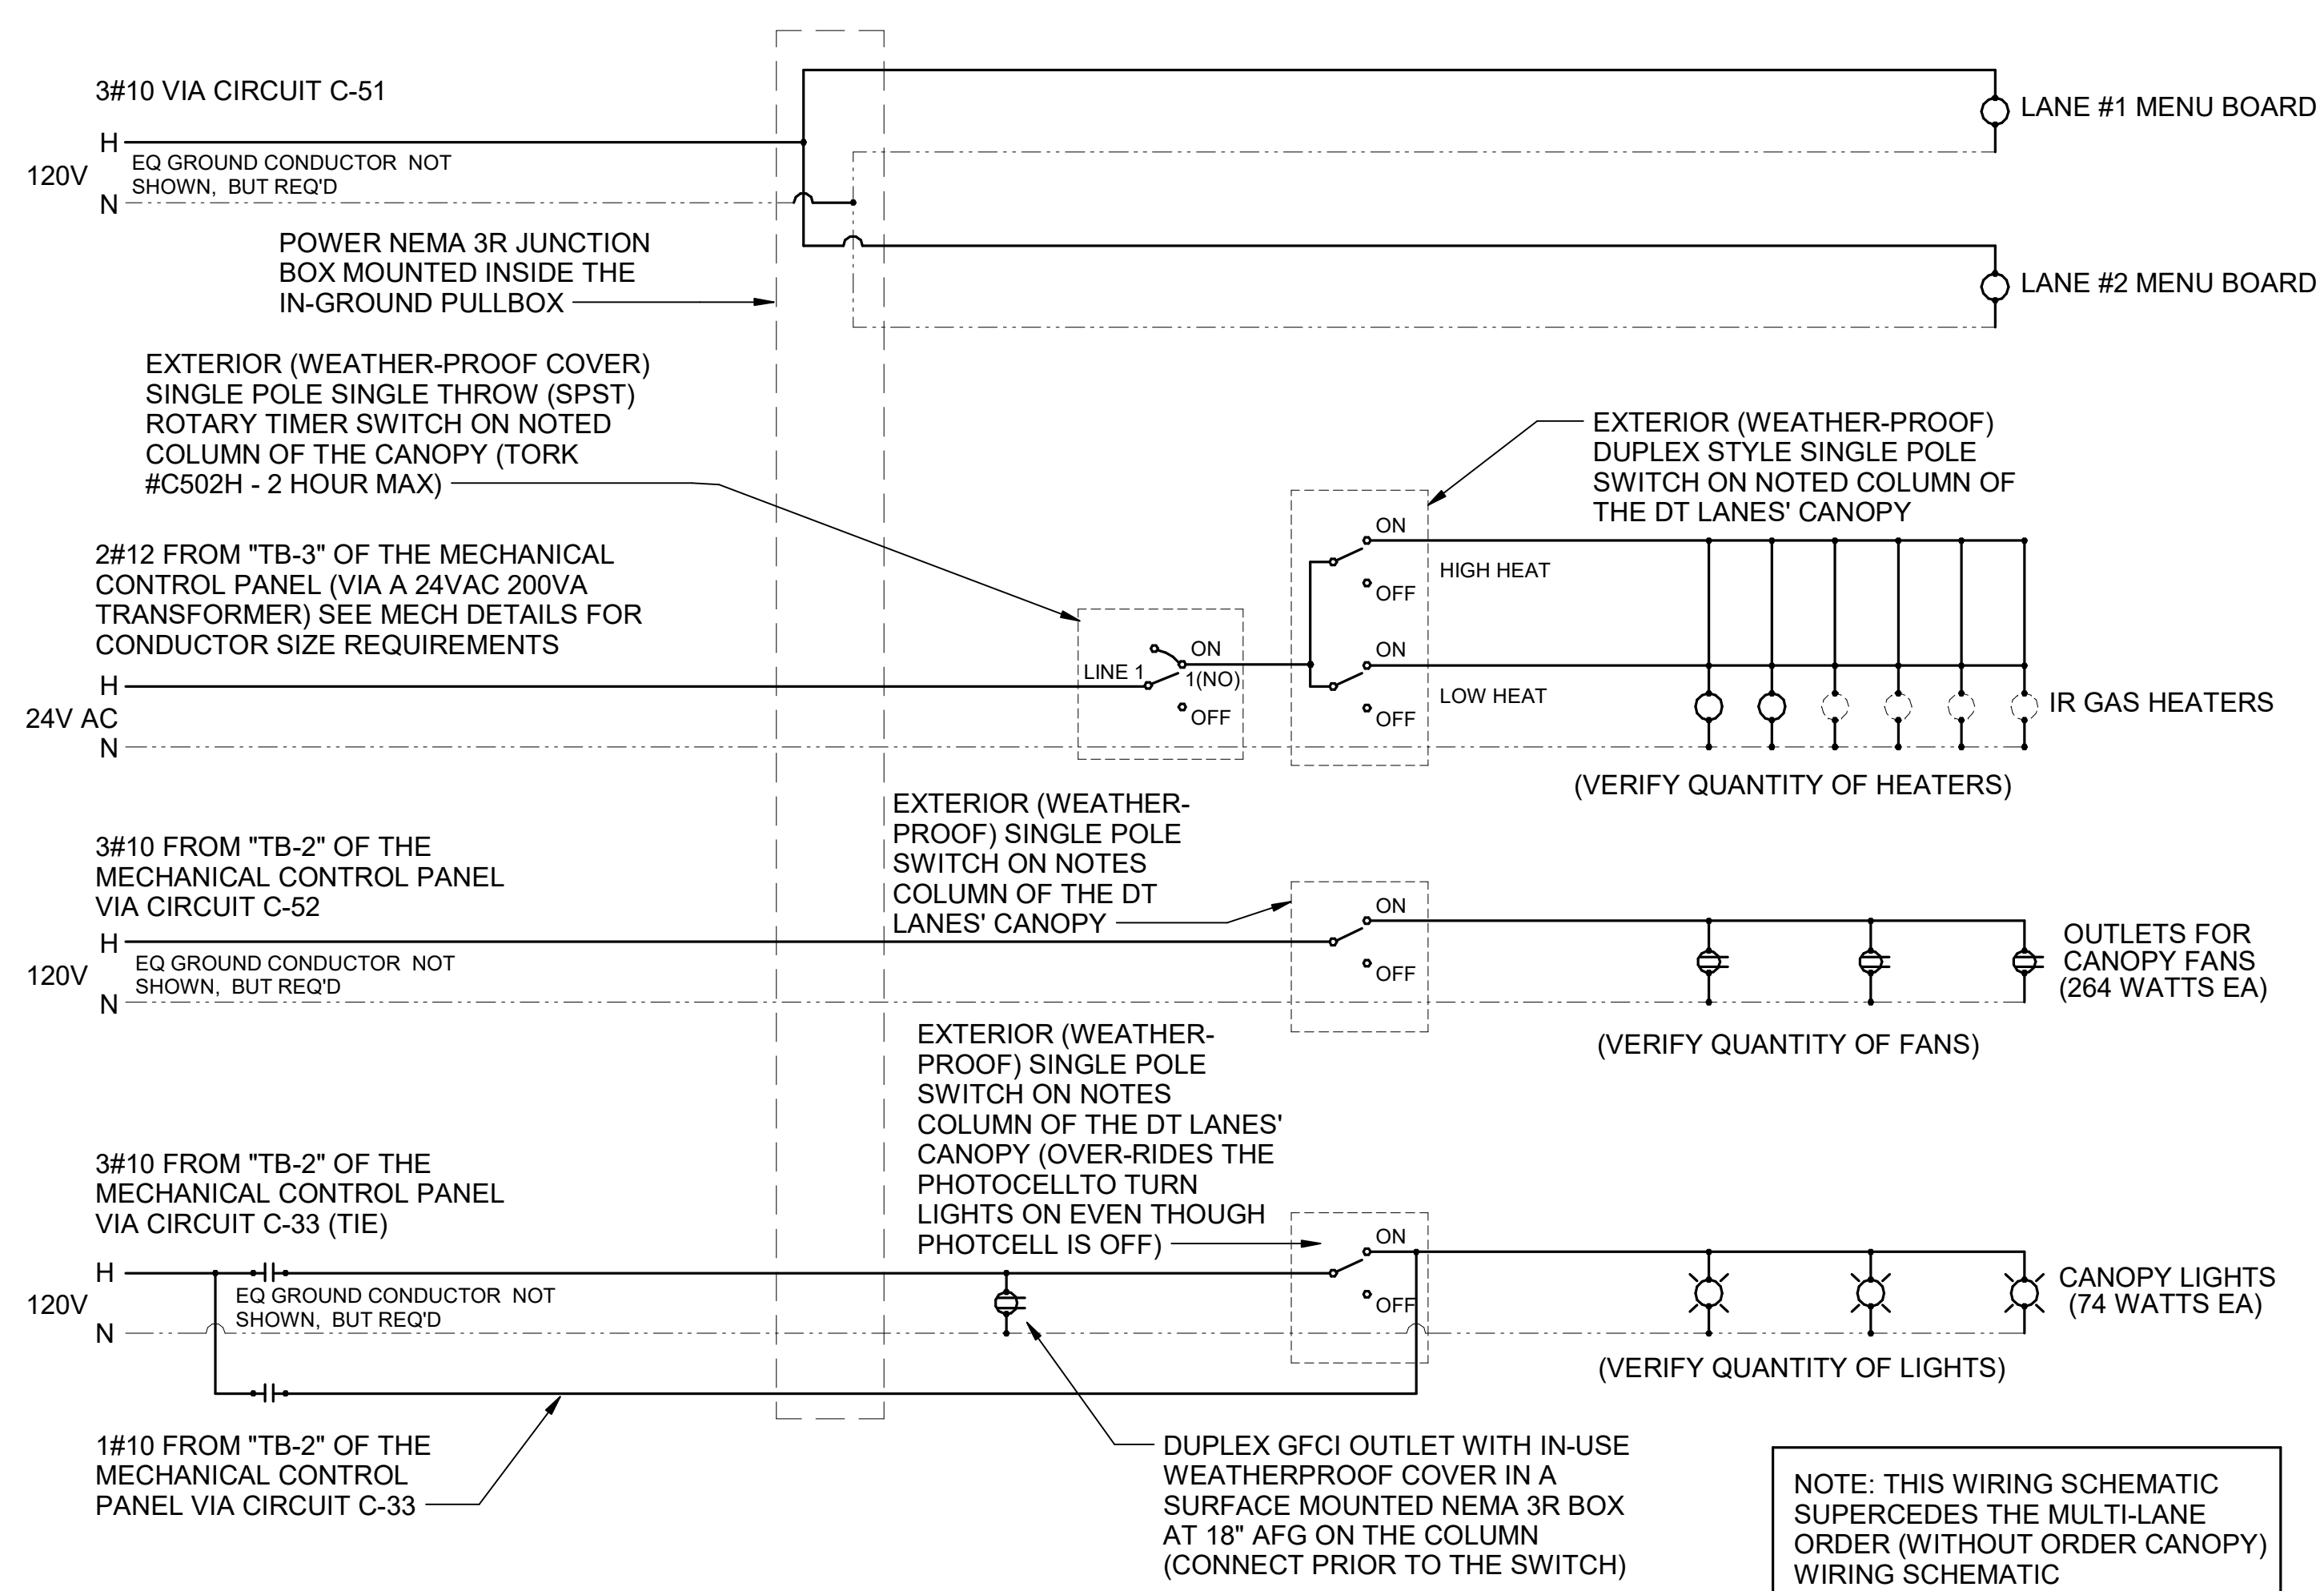 3#10 VIA CIRCUIT C-51
H
120V
N
EQ GROUND CONDUCTOR NOT
SHOWN, BUT REQ'D
LANE #1 MENU BOARD
LANE #2 MENU BOARD
POWER NEMA 3R JUNCTION
BOX MOUNTED INSIDE THE
IN-GROUND PULLBOX
EXTERIOR (WEATHER-PROOF COVER)
SINGLE POLE SINGLE THROW (SPST)
ROTARY TIMER SWITCH ON NOTED
COLUMN OF THE CANOPY (TORK
#C502H - 2 HOUR MAX)
EXTERIOR (WEATHER-PROOF)
DUPLEX STYLE SINGLE POLE
SWITCH ON NOTED COLUMN OF
THE DT LANES' CANOPY
2#12 FROM "TB-3" OF THE MECHANICAL
CONTROL PANEL (VIA A 24VAC 200VA
TRANSFORMER) SEE MECH DETAILS FOR
CONDUCTOR SIZE REQUIREMENTS
H
24V AC
N
LINE 1
ON
1(NO)
OFF
ON
OFF
HIGH HEAT
ON
OFF
LOW HEAT
IR GAS HEATERS
(VERIFY QUANTITY OF HEATERS)
EXTERIOR (WEATHER-
PROOF) SINGLE POLE
SWITCH ON NOTES
COLUMN OF THE DT
LANES' CANOPY
3#10 FROM "TB-2" OF THE
MECHANICAL CONTROL PANEL
VIA CIRCUIT C-52
H
120V
N
EQ GROUND CONDUCTOR NOT
SHOWN, BUT REQ'D
ON
OFF
OUTLETS FOR
CANOPY FANS
(264 WATTS EA)
(VERIFY QUANTITY OF FANS)
EXTERIOR (WEATHER-
PROOF) SINGLE POLE
SWITCH ON NOTES
COLUMN OF THE DT LANES'
CANOPY (OVER-RIDES THE
PHOTOCELLTO TURN
LIGHTS ON EVEN THOUGH
PHOTCELL IS OFF)
3#10 FROM "TB-2" OF THE
MECHANICAL CONTROL PANEL
VIA CIRCUIT C-33 (TIE)
H
120V
N
EQ GROUND CONDUCTOR NOT
SHOWN, BUT REQ'D
ON
OFF
CANOPY LIGHTS
(74 WATTS EA)
(VERIFY QUANTITY OF LIGHTS)
1#10 FROM "TB-2" OF THE
MECHANICAL CONTROL
PANEL VIA CIRCUIT C-33
DUPLEX GFCI OUTLET WITH IN-USE
WEATHERPROOF COVER IN A
SURFACE MOUNTED NEMA 3R BOX
AT 18" AFG ON THE COLUMN
(CONNECT PRIOR TO THE SWITCH)
NOTE: THIS WIRING SCHEMATIC
SUPERCEDES THE MULTI-LANE
ORDER (WITHOUT ORDER CANOPY)
WIRING SCHEMATIC